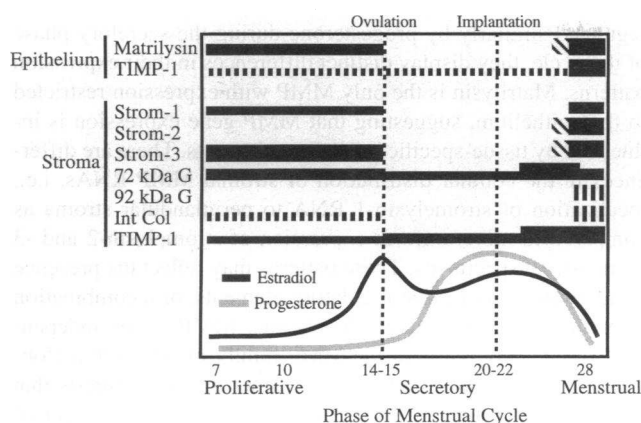 Ovulation Implantation
Epithelium
Matrilysin
TIMP-1
Stroma
Strom-1
Strom-2
Strom-3
72 kDa G
92 kDa G
Int Col
TIMP-1
Estradiol
Progesterone
7 10 14-15 20-22 28
Proliferative Secretory Menstrual
Phase of Menstrual Cycle